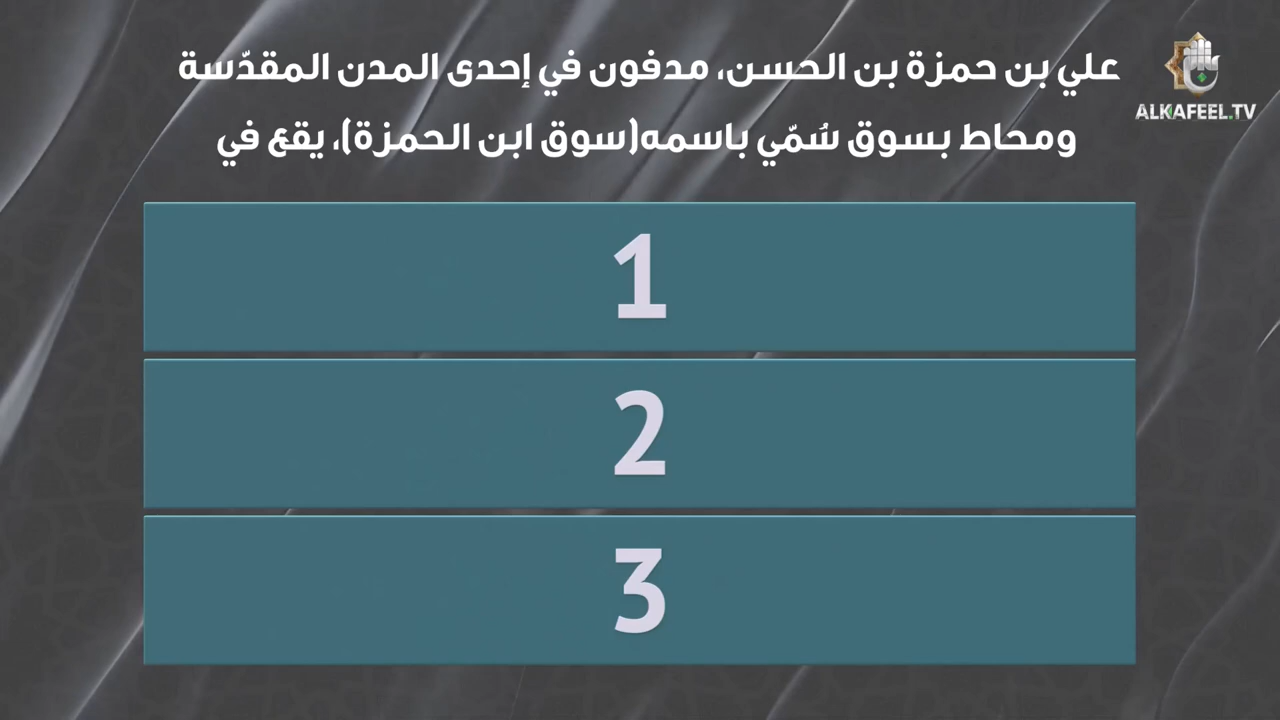 علي بن حمزة بن الحسن، مدفون في إحدى المدن المقدّسة
ومحاط بسوق سُمّي باسمه(سوق ابن الحمزة)، يقع في
ALKAFEEL.TV
1
2
3